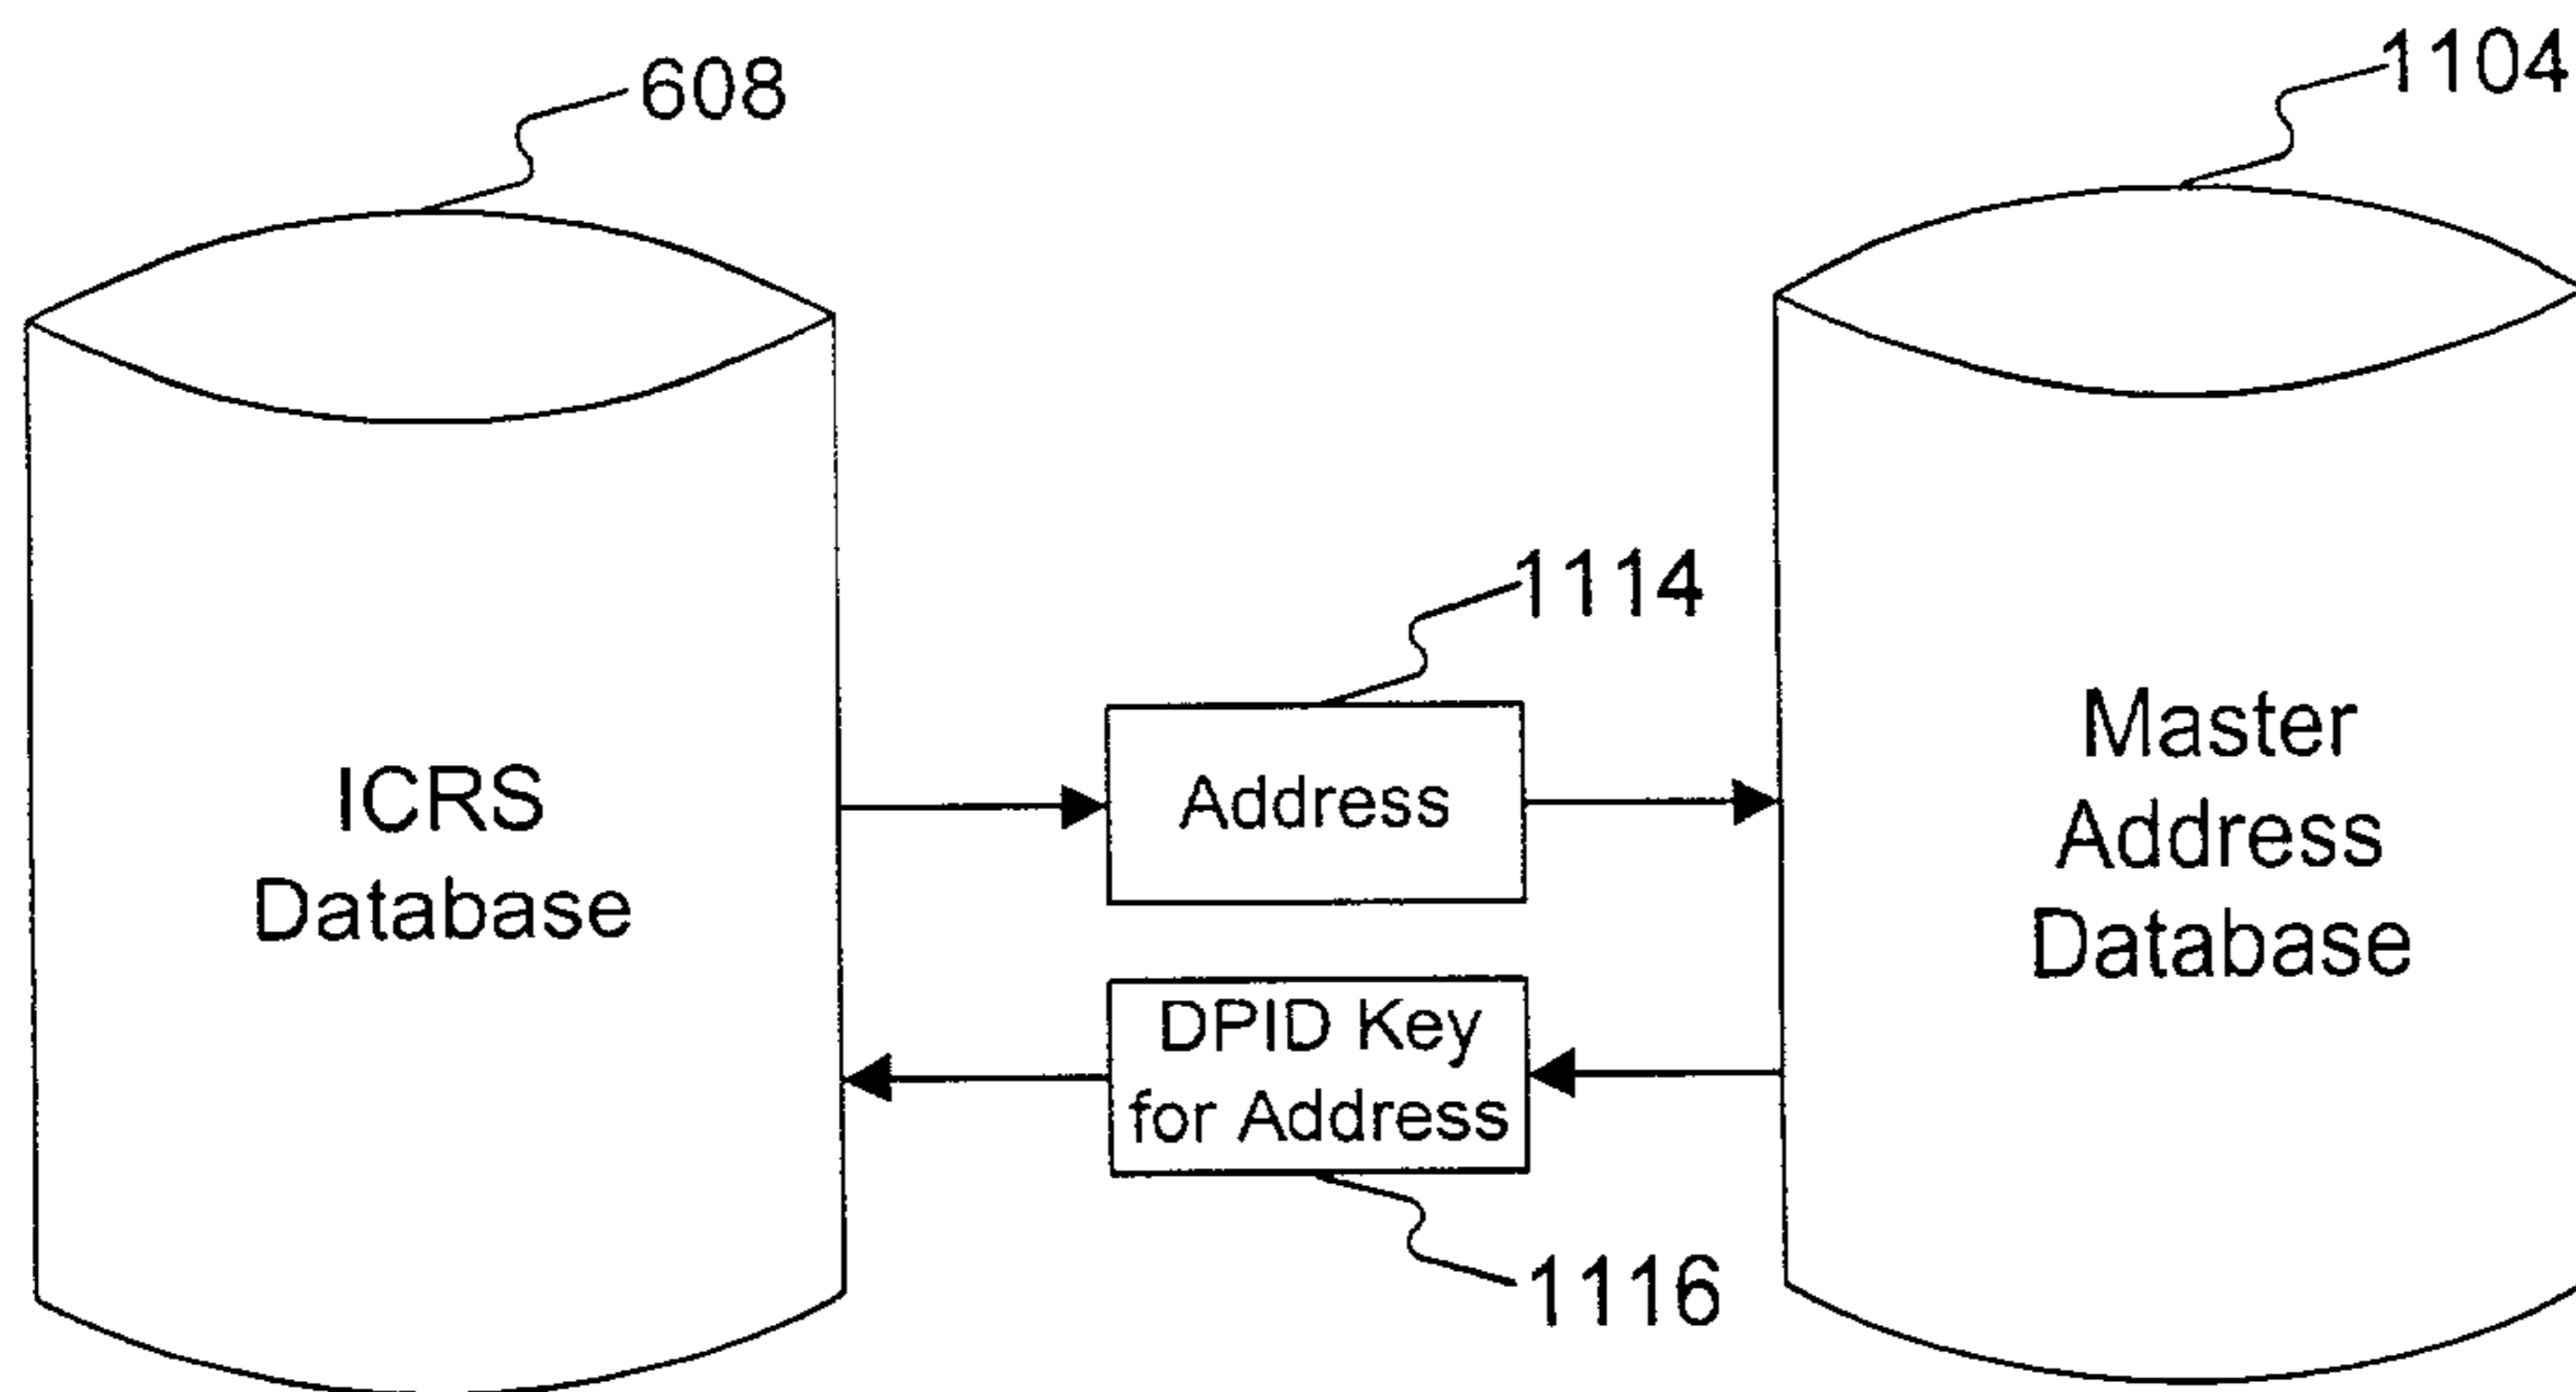 608
1104
1114
ICRS
Database
Address
Master
Address
Database
DPID Key
for Address
1116